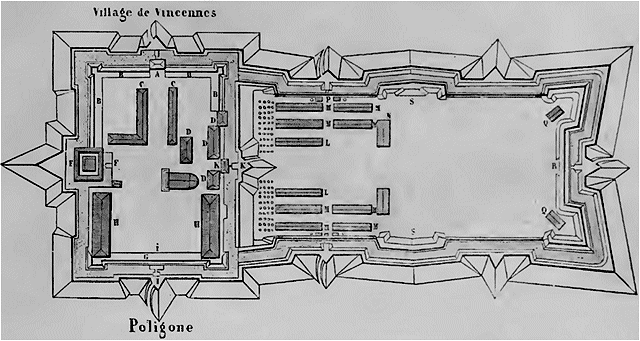 Village de Vincennes
B A B
C C
B B
D
D
D
E F
K K
D
H H
i
G
I
P
M M
M M N
L
L
M M
M M
S
S
Q
R
Q
Poligone